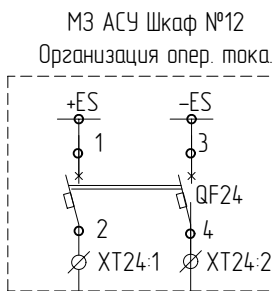 МЗ АСУ Шкаф №12
Организация опер. тока.
+ES –ES
1 3
QF24
2 4
XT24:1 XT24:2